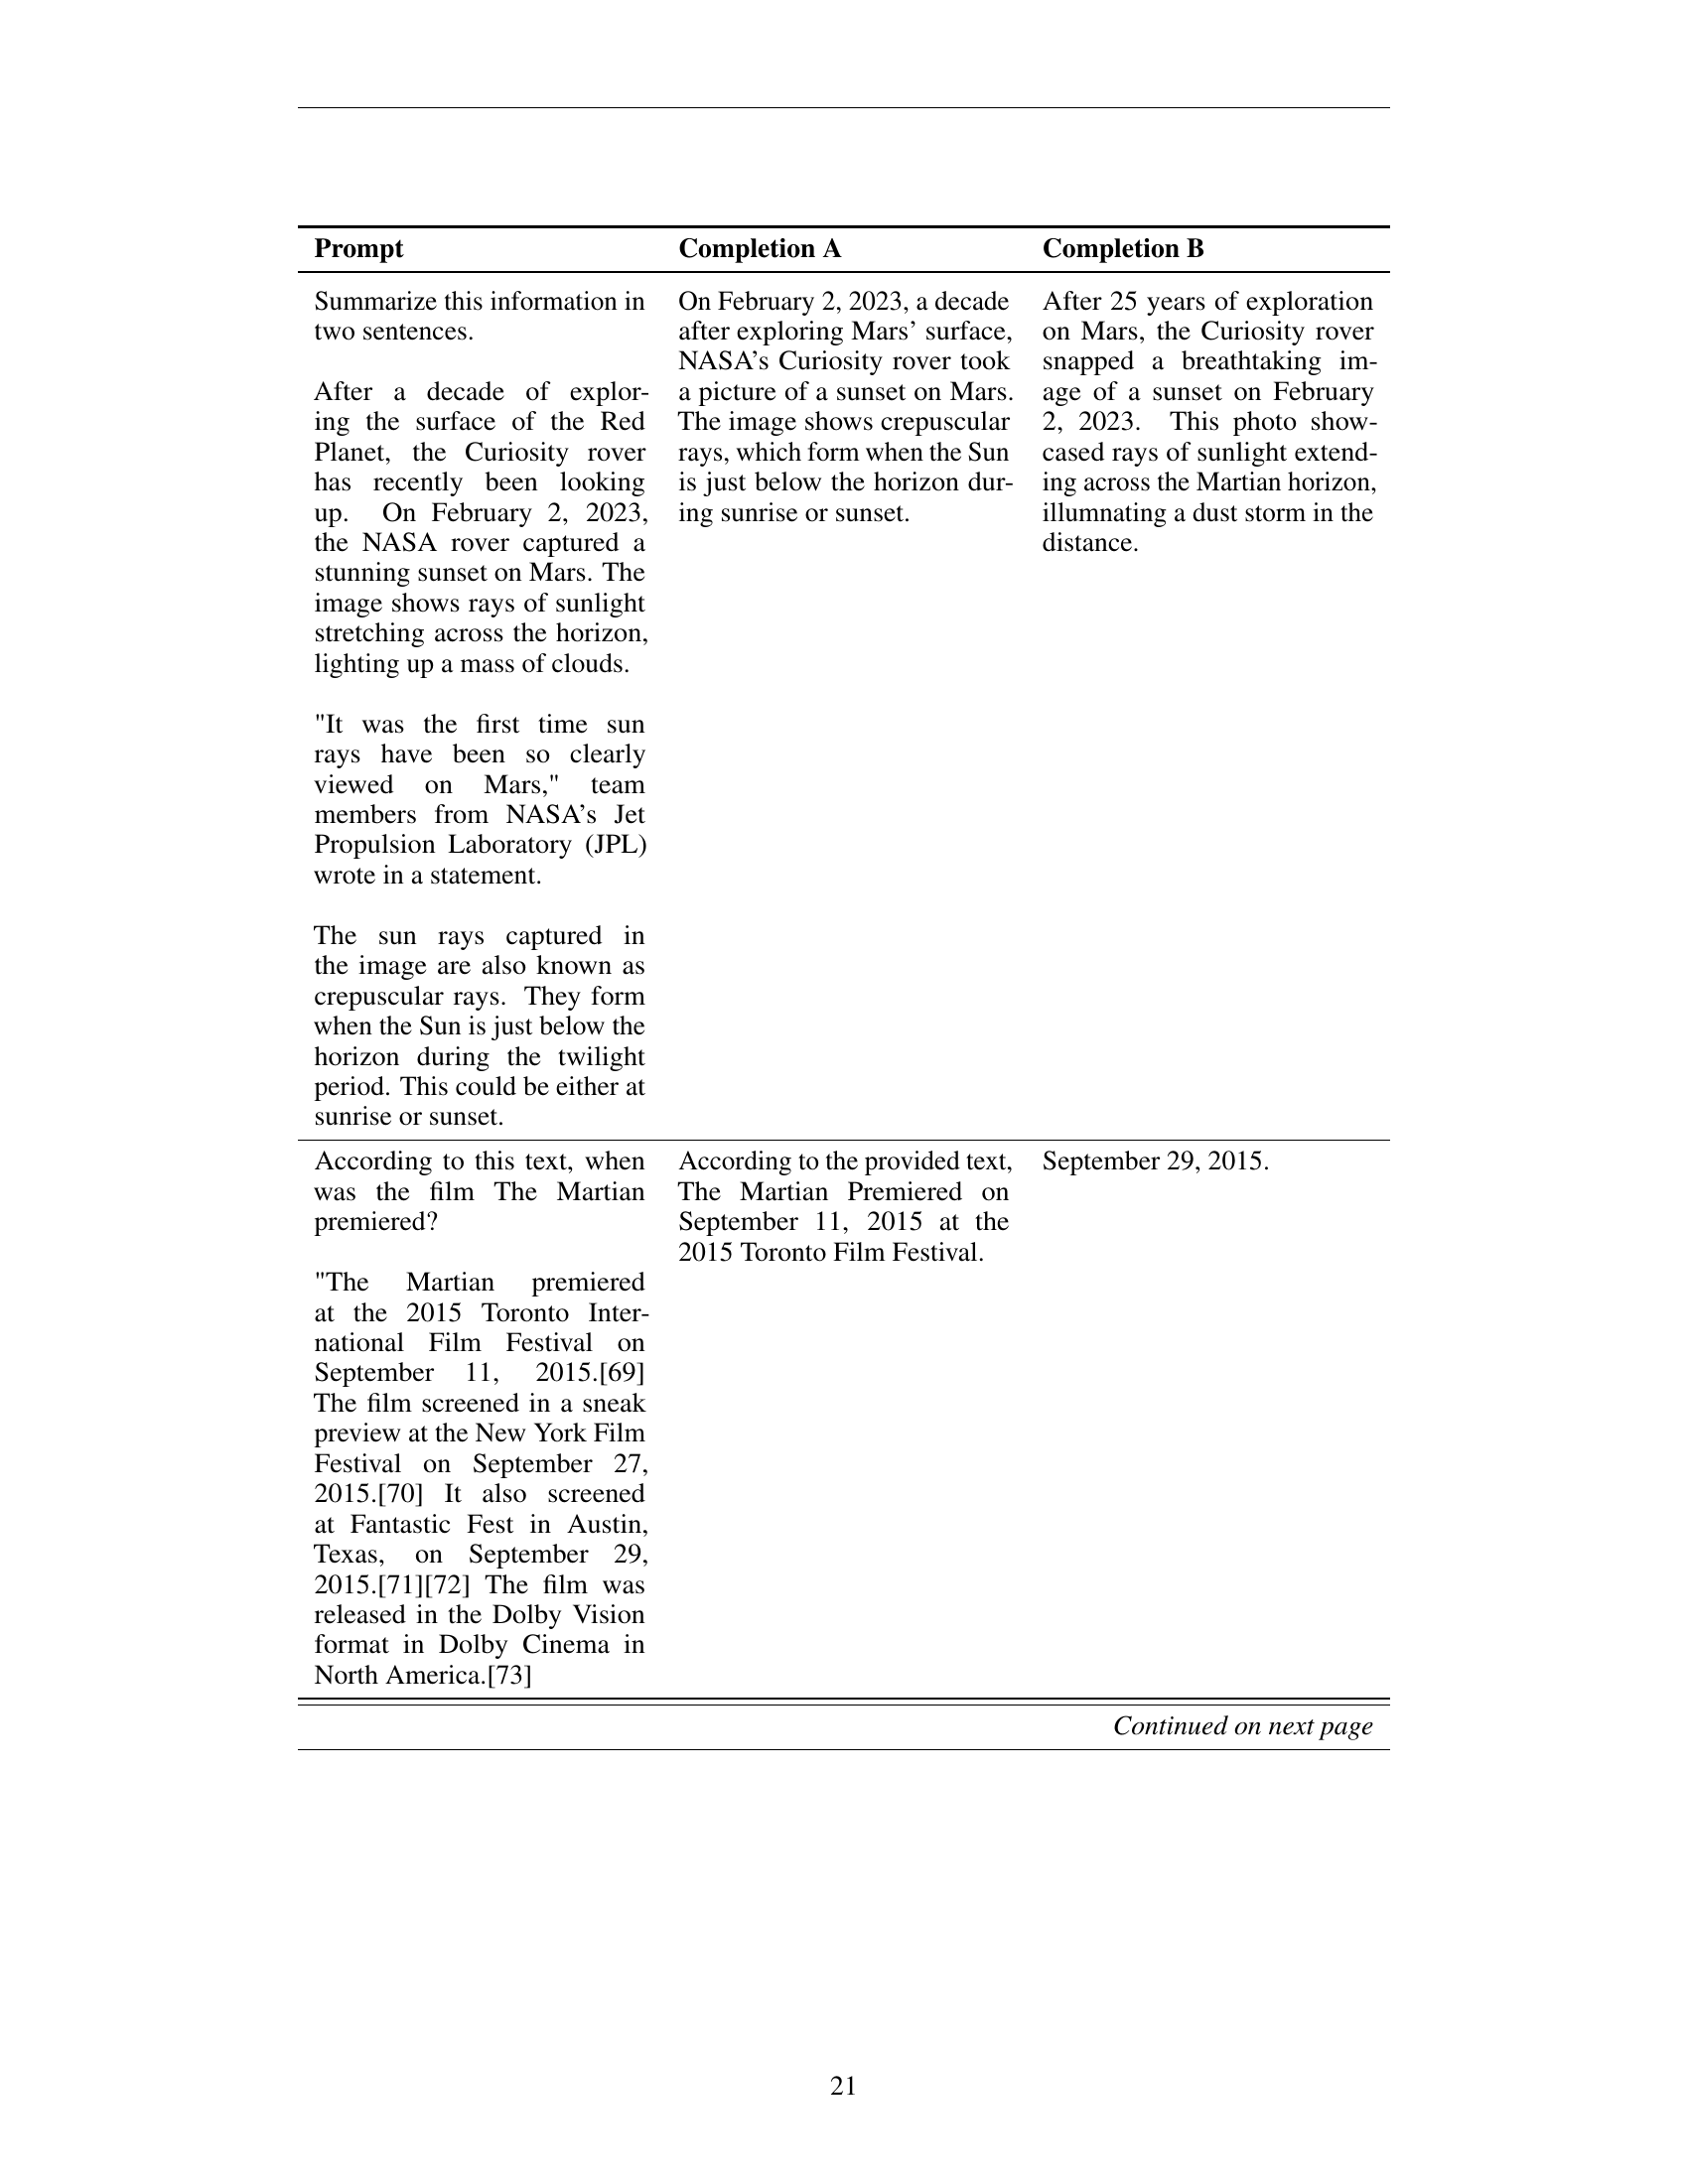 Prompt
Completion A
Completion B
Summarize this information in
two sentences.
After a decade of explor-
ing the surface of the Red
Planet, the Curiosity rover
has recently been looking
up. On February 2, 2023,
the NASA rover captured a
stunning sunset on Mars. The
image shows rays of sunlight
stretching across the horizon,
lighting up a mass of clouds.
"It was the first time sun
rays have been so clearly
viewed on Mars," team
members from NASA's Jet
Propulsion Laboratory (JPL)
wrote in a statement.
The sun rays captured in
the image are also known as
crepuscular rays. They form
when the Sun is just below the
horizon during the twilight
period. This could be either at
sunrise or sunset.
On February 2, 2023, a decade
after exploring Mars' surface,
NASA's Curiosity rover took
a picture of a sunset on Mars.
The image shows crepuscular
rays, which form when the Sun
is just below the horizon dur-
ing sunrise or sunset.
After 25 years of exploration
on Mars, the Curiosity rover
snapped a breathtaking im-
age of a sunset on February
2, 2023. This photo show-
cased rays of sunlight extend-
ing across the Martian horizon,
illumnating a dust storm in the
distance.
According to this text, when
was the film The Martian
premiered?
"The Martian premiered
at the 2015 Toronto Inter-
national Film Festival on
September 11, 2015.[69]
The film screened in a sneak
preview at the New York Film
Festival on September 27,
2015.[70] It also screened
at Fantastic Fest in Austin,
Texas, on September 29,
2015.[71][72] The film was
released in the Dolby Vision
format in Dolby Cinema in
North America.[73]
According to the provided text,
The Martian Premiered on
September 11, 2015 at the
2015 Toronto Film Festival.
September 29, 2015.
Continued on next page
21